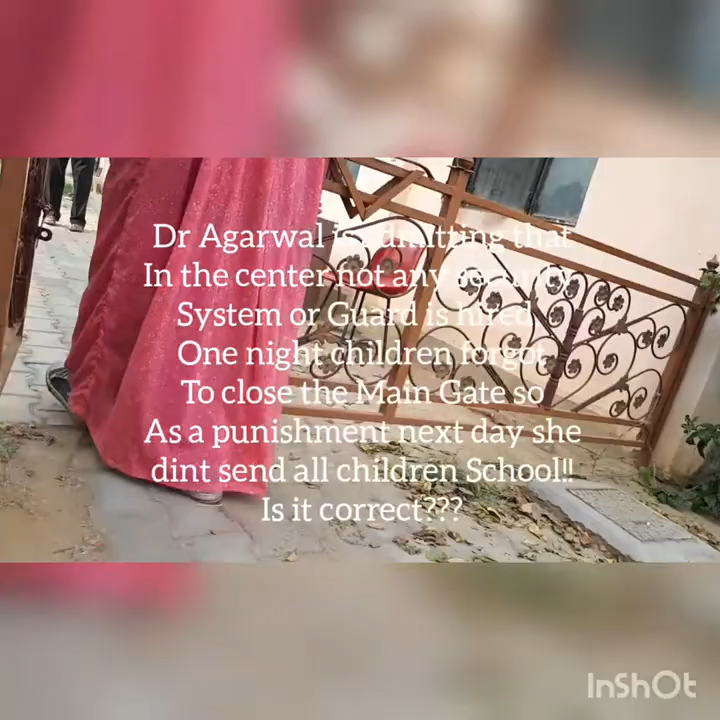 Dr Agarwal is admitting that
In the center not any security
System or Guard is hired
One night children forgot
To close the Main Gate so
As a punishment next day she
dint send all children School!!
Is it correct???
InShOt